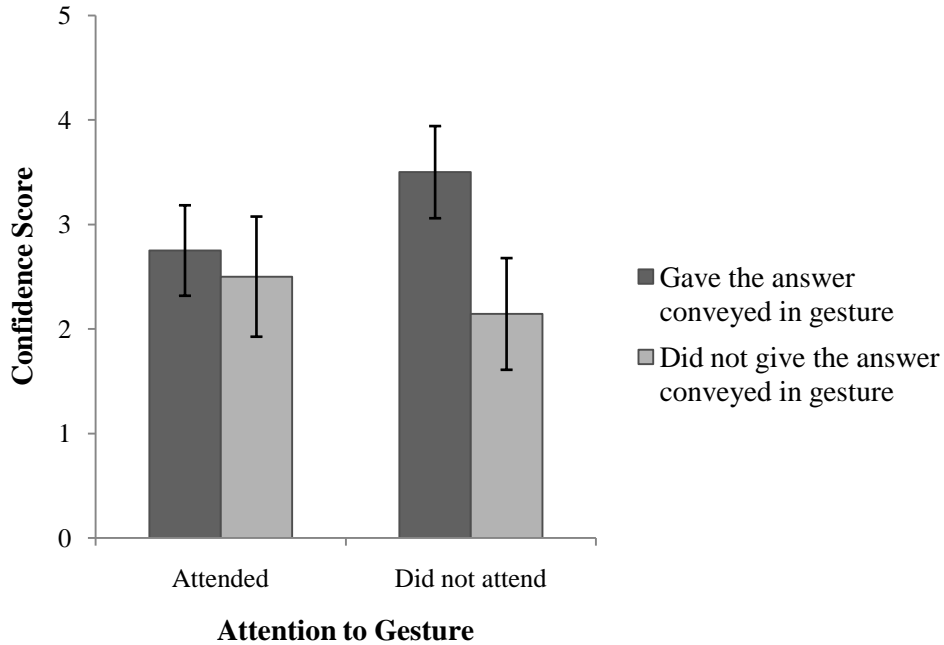 5
4
3
2
1
0
Confidence Score
Attended
Did not attend
Attention to Gesture
Gave the answer
conveyed in gesture
Did not give the answer
conveyed in gesture